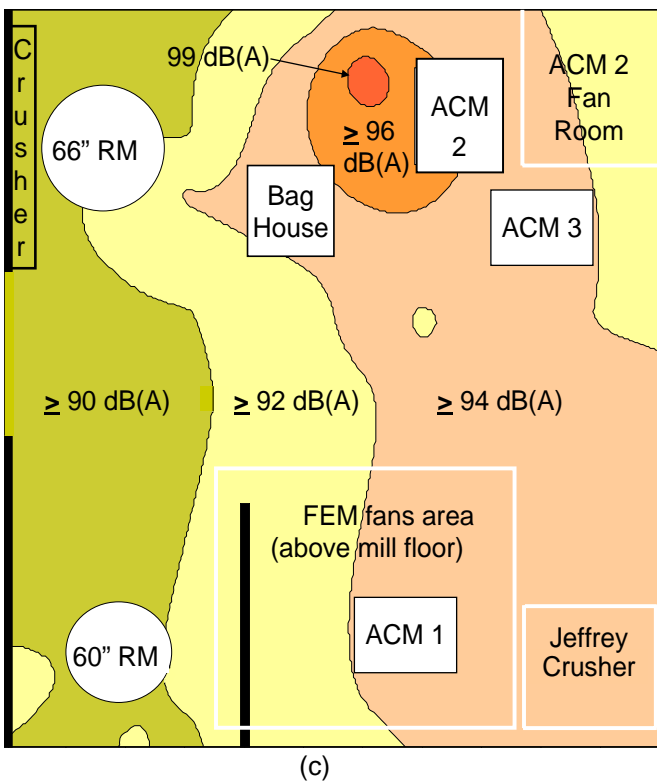 Crusher
99 dB(A)
66” RM
≥ 96
dB(A)
ACM
2
ACM 2
Fan
Room
Bag
House
ACM 3
≥ 90 dB(A)
≥ 92 dB(A)
≥ 94 dB(A)
FEM fans area
(above mill floor)
60” RM
ACM 1
Jeffrey
Crusher
(c)